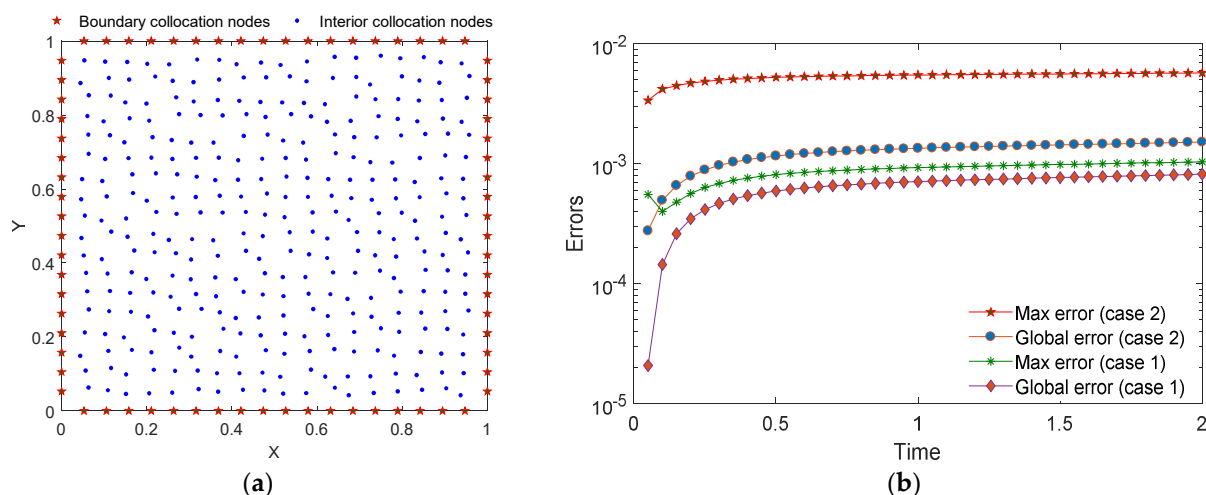 Boundary collocation nodes Interior collocation nodes
1
0.8
0.6
0.4
0.2
0
Y
0 0.2 0.4 0.6 0.8 1
X
(a)
10-2
10-3
10-4
10-5
Errors
Max error (case 2)
Global error (case 2)
Max error (case 1)
Global error (case 1)
0 0.5 1 1.5 2
Time
(b)